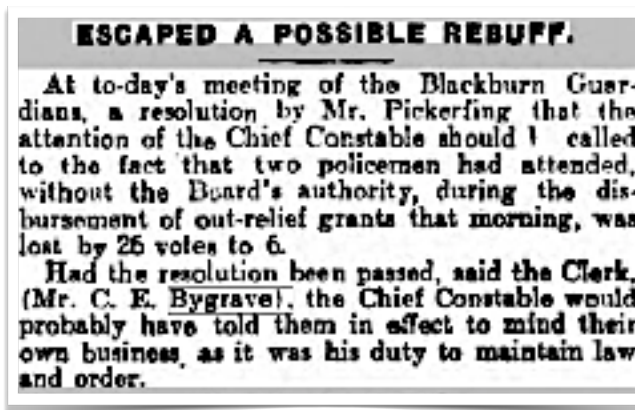 ESCAPED A POSSIBLE REBUFF.
At to-day's meeting of the Blackburn Guar-
dians, a resolution by Mr. Pickerfing that the
attention of the Chief Constable should called
to the fact that two policemen had attended,
without the Board's authority, during the dis-
bursement of out-relief grants that morning, was
lost by 26 votes to 6.
Had the resolution been passed, said the Clerk,
(Mr. C. E. Bygrave), the Chief Constable would
probably have told them in effect to mind their
own business, as it was his duty to maintain law
and order.